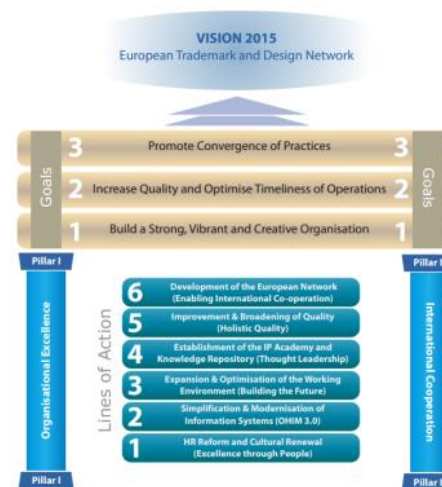 VISION 2015
European Trademark and Design Network
Goals
3 Promote Convergence of Practices 3
2 Increase Quality and Optimise Timeliness of Operations 2
1 Build a Strong, Vibrant and Creative Organisation 1
Goals
Pillar I
Organisational Excellence
Pillar I
Lines of Action
6 Development of the European Network
(Enabling International Co-operation)
5 Improvement & Broadening of Quality
(Holistic Quality)
4 Establishment of the IP Academy and
Knowledge Repository (Thought Leadership)
3 Expansion & Optimisation of the Working
Environment (Building the Future)
2 Simplification & Modernisation of
Information Systems (OHIM 3.0)
1 HR Reform and Cultural Renewal
(Excellence through People)
Pillar
International Cooperation
Pillar